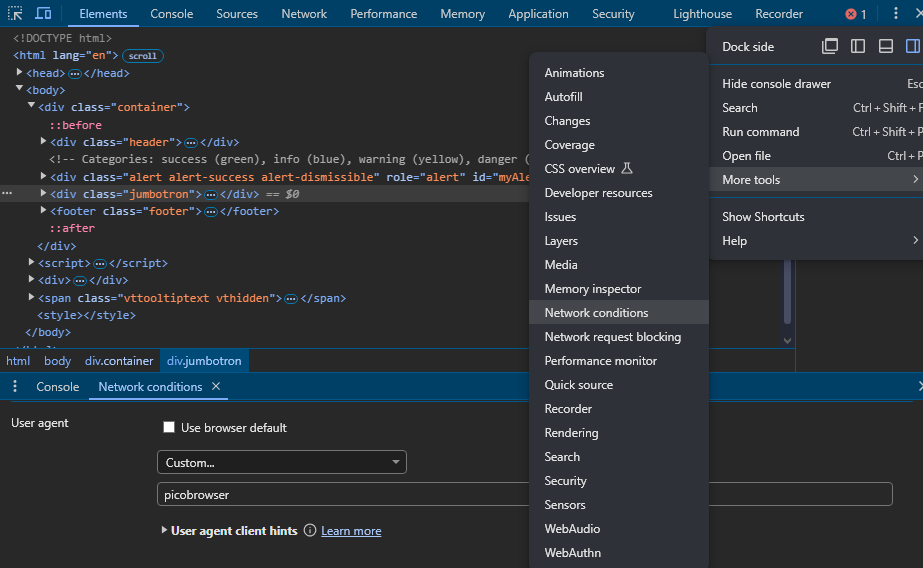 Elements Console Sources Network Performance Memory Application Security Lighthouse Recorder 1
<!DOCTYPE html>
<html lang="en"> scroll
<head> ••• </head>
<body>
<div class="container">
::before
<div class="header"> ••• </div>
<!-- Categories: success (green), info (blue), warning (yellow), danger (
<div class="alert alert-success alert-dismissible" role="alert" id="myAle
••• <div class="jumbotron"> ••• </div> == $0
<footer class="footer"> ••• </footer>
::after
</div>
<script> ••• </script>
<div> ••• </div>
<span class="vttooltiptext vthidden"> ••• </span>
<style></style>
</body>
html body div.container div.jumbotron
Console Network conditions
User agent
Use browser default
Custom...
picobrowser
User agent client hints Learn more
Animations
Autofill
Changes
Coverage
CSS overview
Developer resources
Issues
Layers
Media
Memory inspector
Network conditions
Network request blocking
Performance monitor
Quick source
Recorder
Rendering
Search
Security
Sensors
WebAudio
WebAuthn
Dock side
Hide console drawer Esc
Search Ctrl + Shift + F
Run command Ctrl + Shift + P
Open file Ctrl + P
More tools
Show Shortcuts
Help